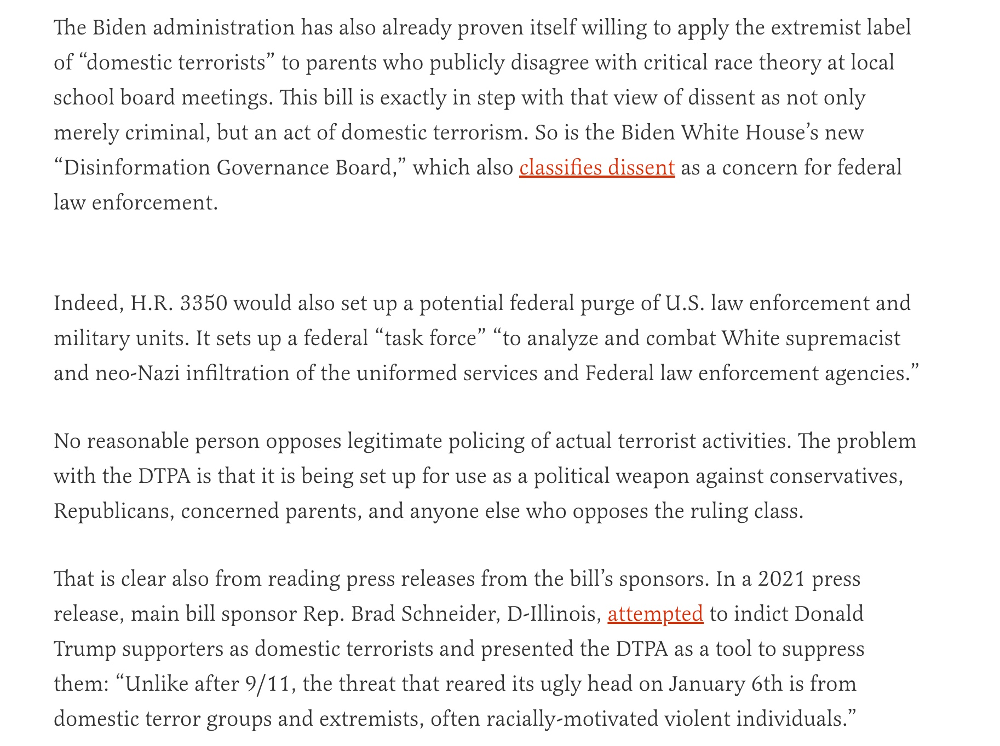 The Biden administration has also already proven itself willing to apply the extremist label
of “domestic terrorists” to parents who publicly disagree with critical race theory at local
school board meetings. This bill is exactly in step with that view of dissent as not only
merely criminal, but an act of domestic terrorism. So is the Biden White House’s new
“Disinformation Governance Board,” which also classifies dissent as a concern for federal
law enforcement.
Indeed, H.R. 3350 would also set up a potential federal purge of U.S. law enforcement and
military units. It sets up a federal “task force” “to analyze and combat White supremacist
and neo-Nazi infiltration of the uniformed services and Federal law enforcement agencies.”
No reasonable person opposes legitimate policing of actual terrorist activities. The problem
with the DTPA is that it is being set up for use as a political weapon against conservatives,
Republicans, concerned parents, and anyone else who opposes the ruling class.
That is clear also from reading press releases from the bill’s sponsors. In a 2021 press
release, main bill sponsor Rep. Brad Schneider, D-Illinois, attempted to indict Donald
Trump supporters as domestic terrorists and presented the DTPA as a tool to suppress
them: “Unlike after 9/11, the threat that reared its ugly head on January 6th is from
domestic terror groups and extremists, often racially-motivated violent individuals.”